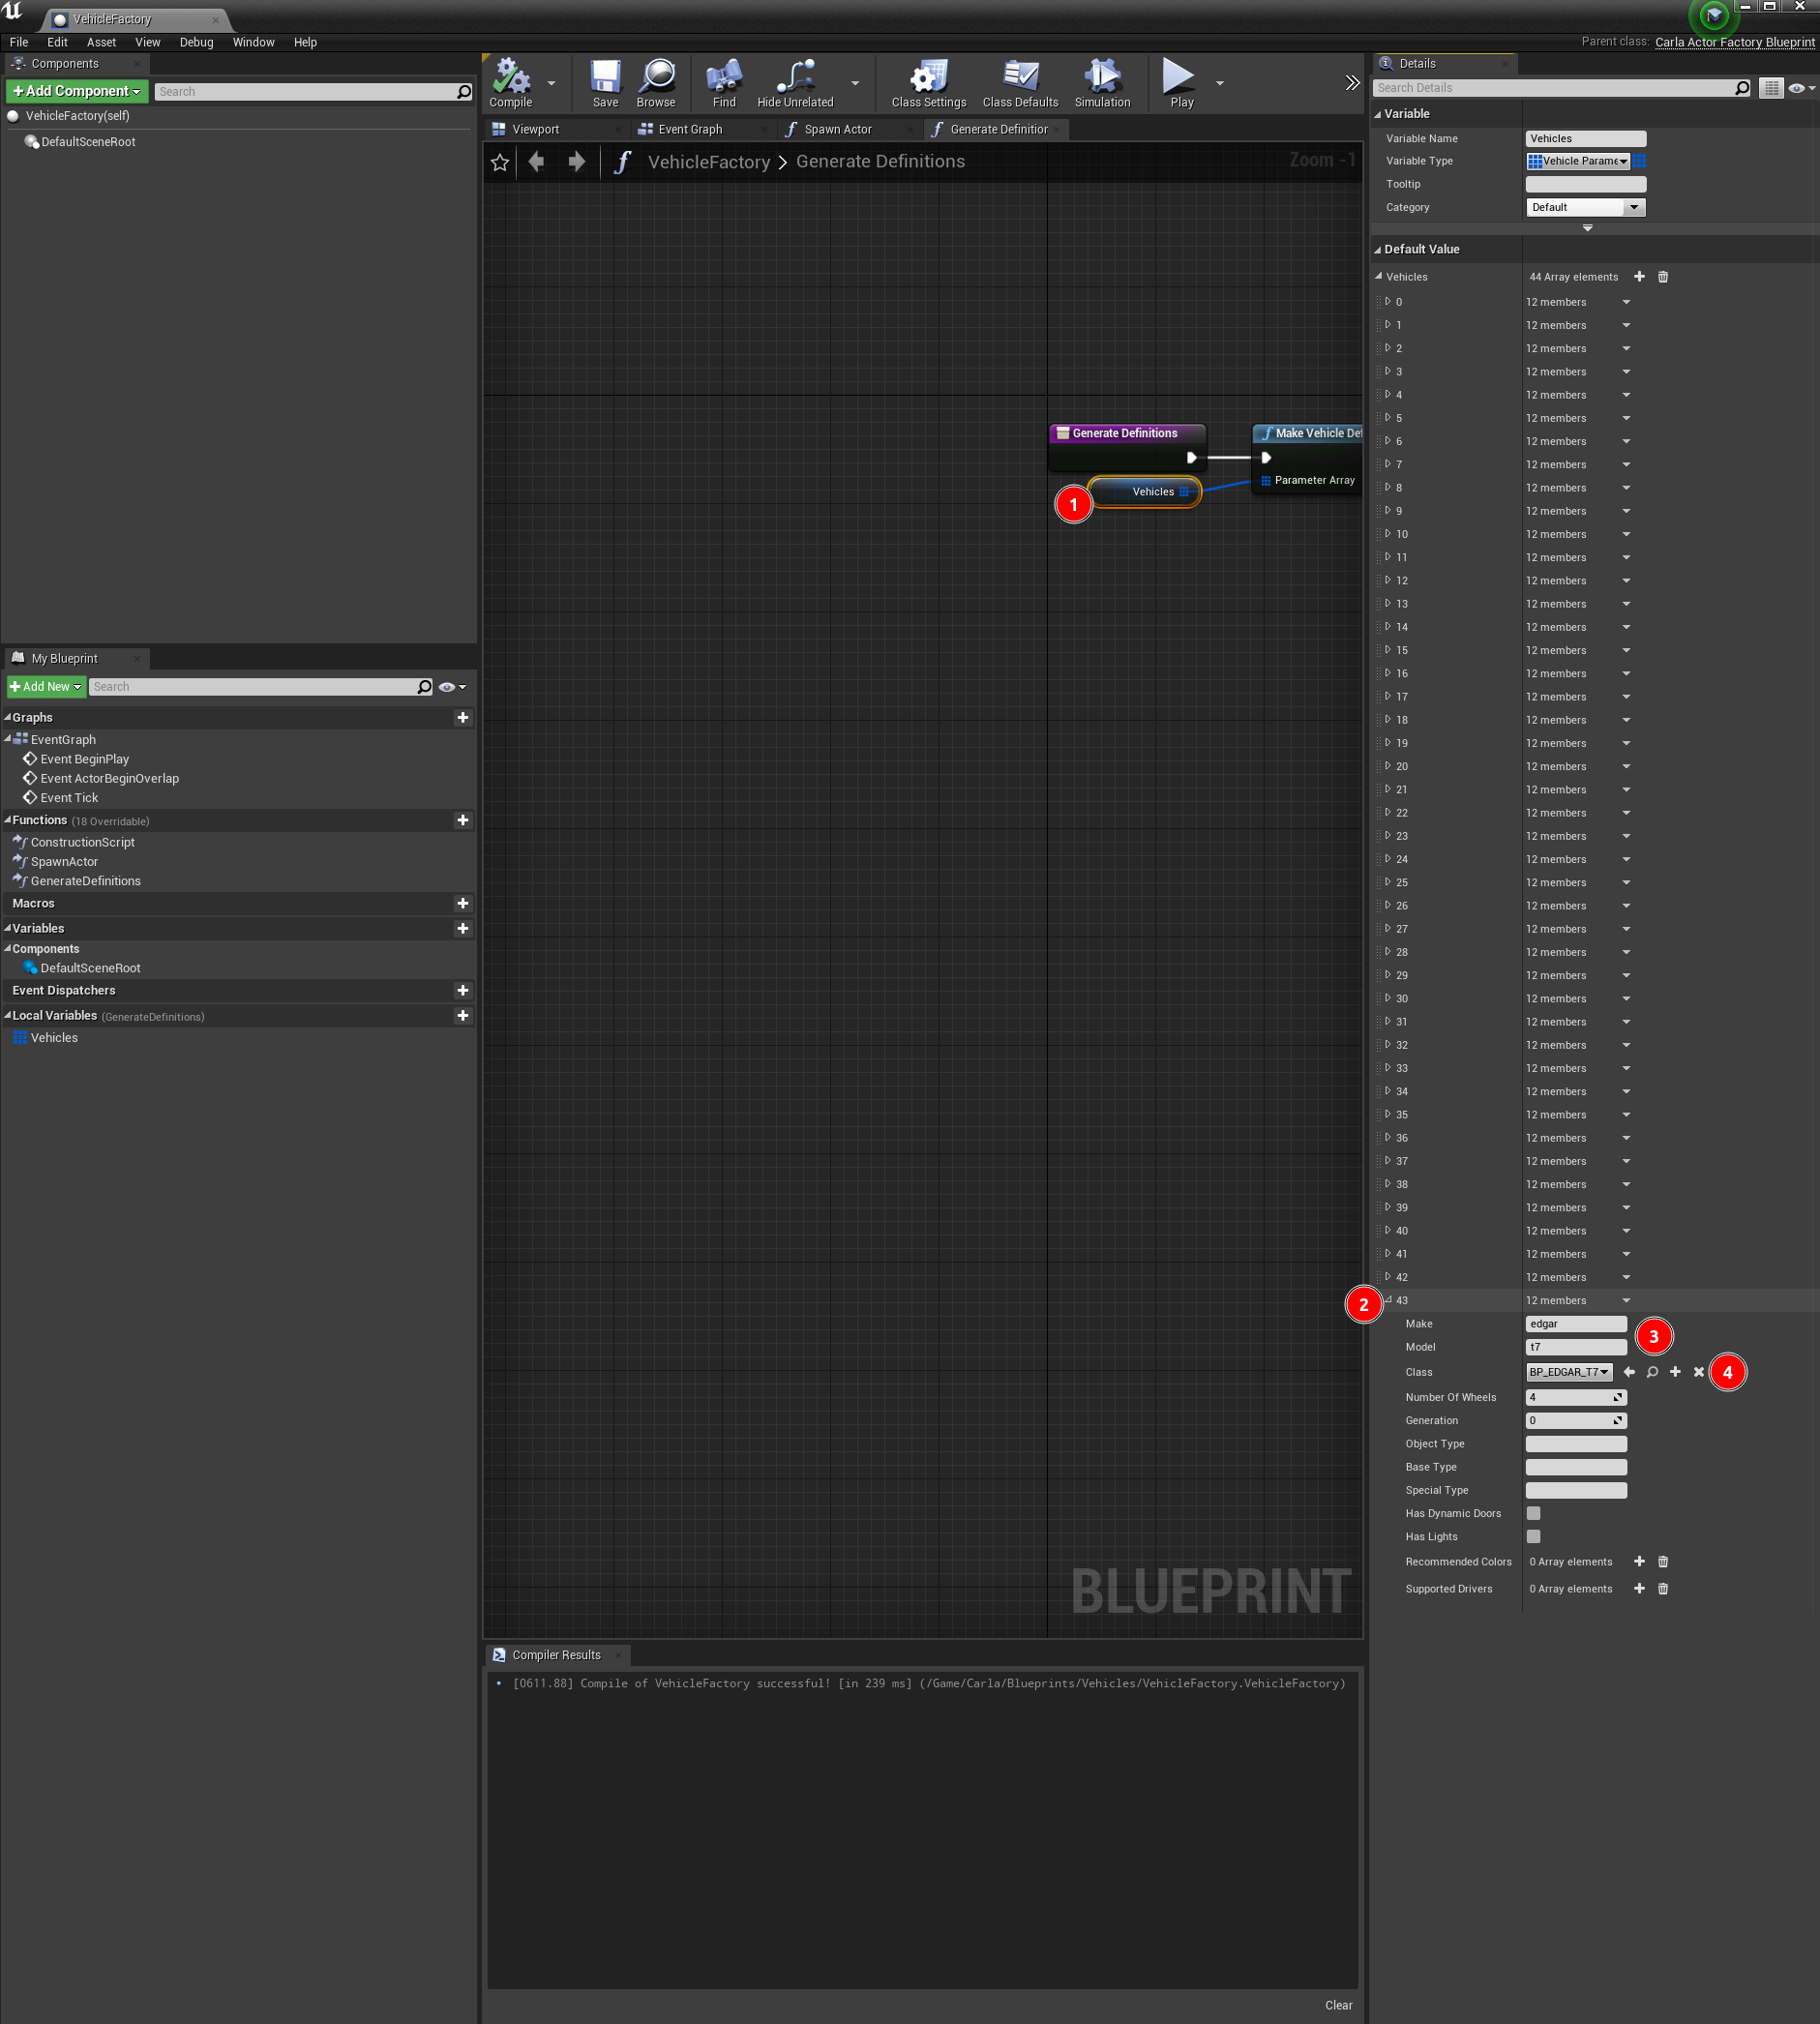 VehicleFactory
File Edit Asset View Debug Window Help
Parent class: Carla Actor Factory Blueprint
Components
+Add Component
Search
VehicleFactory(self)
DefaultSceneRoot
My Blueprint
Add New
Search
Graphs
EventGraph
Event BeginPlay
Event ActorBeginOverlap
Event Tick
Functions (18 Overridable)
ConstructionScript
SpawnActor
GenerateDefinitions
Macros
Variables
Components
DefaultSceneRoot
Event Dispatchers
Local Variables (GenerateDefinitions)
Vehicles
Compile Save Browse Find Hide Unrelated Class Settings Class Defaults Simulation Play
Viewport Event Graph Spawn Actor Generate Definition
VehicleFactory > Generate Definitions
Zoom -1
Generate Definitions
Make Vehicle Def
Vehicles
Parameter Array
1
BLUEPRINT
Compiler Results
[0611.88] Compile of VehicleFactory successful! [in 239 ms] (/Game/Carla/Blueprints/Vehicles/VehicleFactory.VehicleFactory)
Clear
Details
Search Details
Variable
Variable Name Vehicles
Variable Type Vehicle Parame
Tooltip
Category Default
Default Value
Vehicles 44 Array elements
0 12 members
1 12 members
2 12 members
3 12 members
4 12 members
5 12 members
6 12 members
7 12 members
8 12 members
9 12 members
10 12 members
11 12 members
12 12 members
13 12 members
14 12 members
15 12 members
16 12 members
17 12 members
18 12 members
19 12 members
20 12 members
21 12 members
22 12 members
23 12 members
24 12 members
25 12 members
26 12 members
27 12 members
28 12 members
29 12 members
30 12 members
31 12 members
32 12 members
33 12 members
34 12 members
35 12 members
36 12 members
37 12 members
38 12 members
39 12 members
40 12 members
41 12 members
42 12 members
2 43 12 members
Make edgar
3
Model t7
Class BP_EDGAR_T7 4
Number Of Wheels 4
Generation 0
Object Type
Base Type
Special Type
Has Dynamic Doors
Has Lights
Recommended Colors 0 Array elements
Supported Drivers 0 Array elements